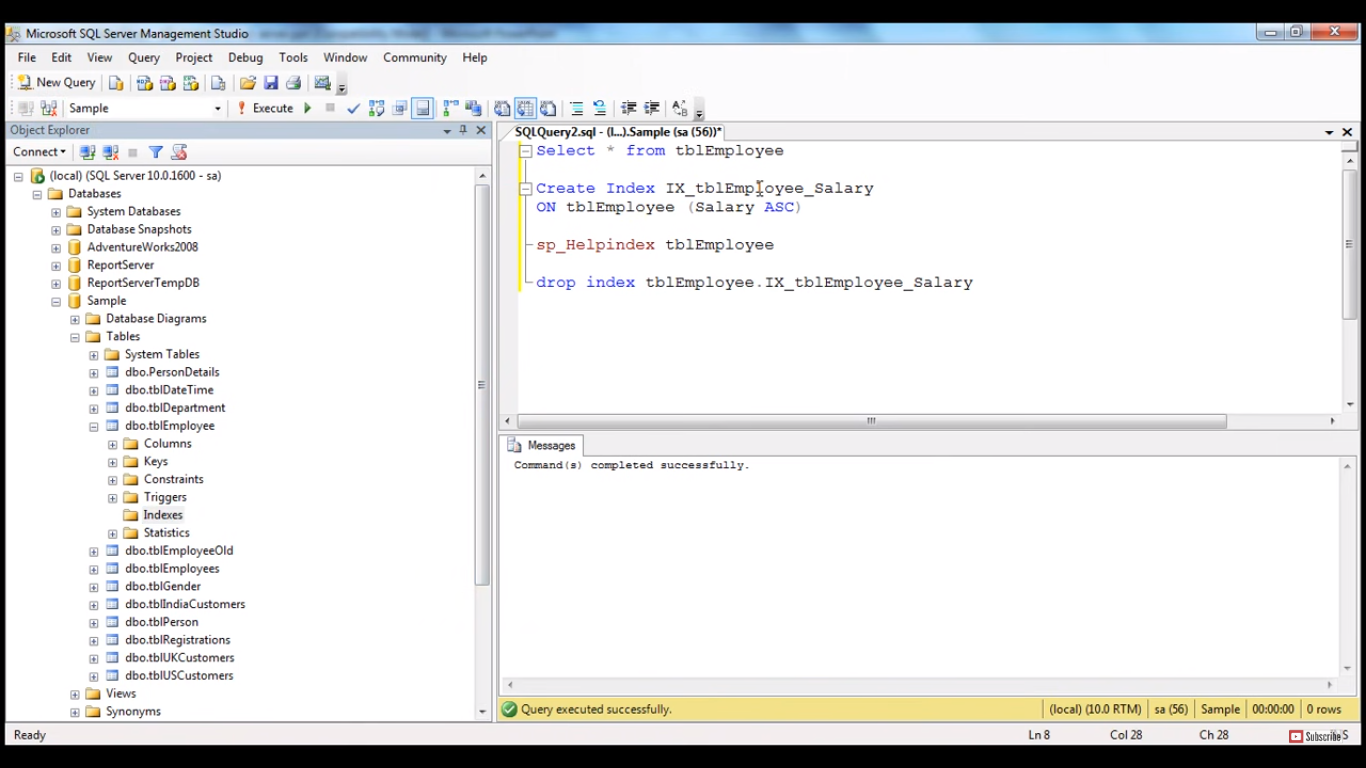 Microsoft SQL Server Management Studio
File Edit View Query Project Debug Tools Window Community Help
New Query
Sample Execute
Object Explorer
Connect
(local) (SQL Server 10.0.1600 - sa)
Databases
System Databases
Database Snapshots
AdventureWorks2008
ReportServer
ReportServerTempDB
Sample
Database Diagrams
Tables
System Tables
dbo.PersonDetails
dbo.tblDateTime
dbo.tblDepartment
dbo.tblEmployee
Columns
Keys
Constraints
Triggers
Indexes
Statistics
dbo.tblEmployeeOld
dbo.tblEmployees
dbo.tblGender
dbo.tblIndiaCustomers
dbo.tblPerson
dbo.tblRegistrations
dbo.tblUKCustomers
dbo.tblUSCustomers
Views
Synonyms
SQLQuery2.sql - (l...).Sample (sa (56))*
Select * from tblEmployee
Create Index IX_tblEmployee_Salary
ON tblEmployee (Salary ASC)
sp_Helpindex tblEmployee
drop index tblEmployee.IX_tblEmployee_Salary
Messages
Command(s) completed successfully.
Query executed successfully. (local) (10.0 RTM) sa (56) Sample 00:00:00 0 rows
Ready Ln 8 Col 28 Ch 28 Subscribe